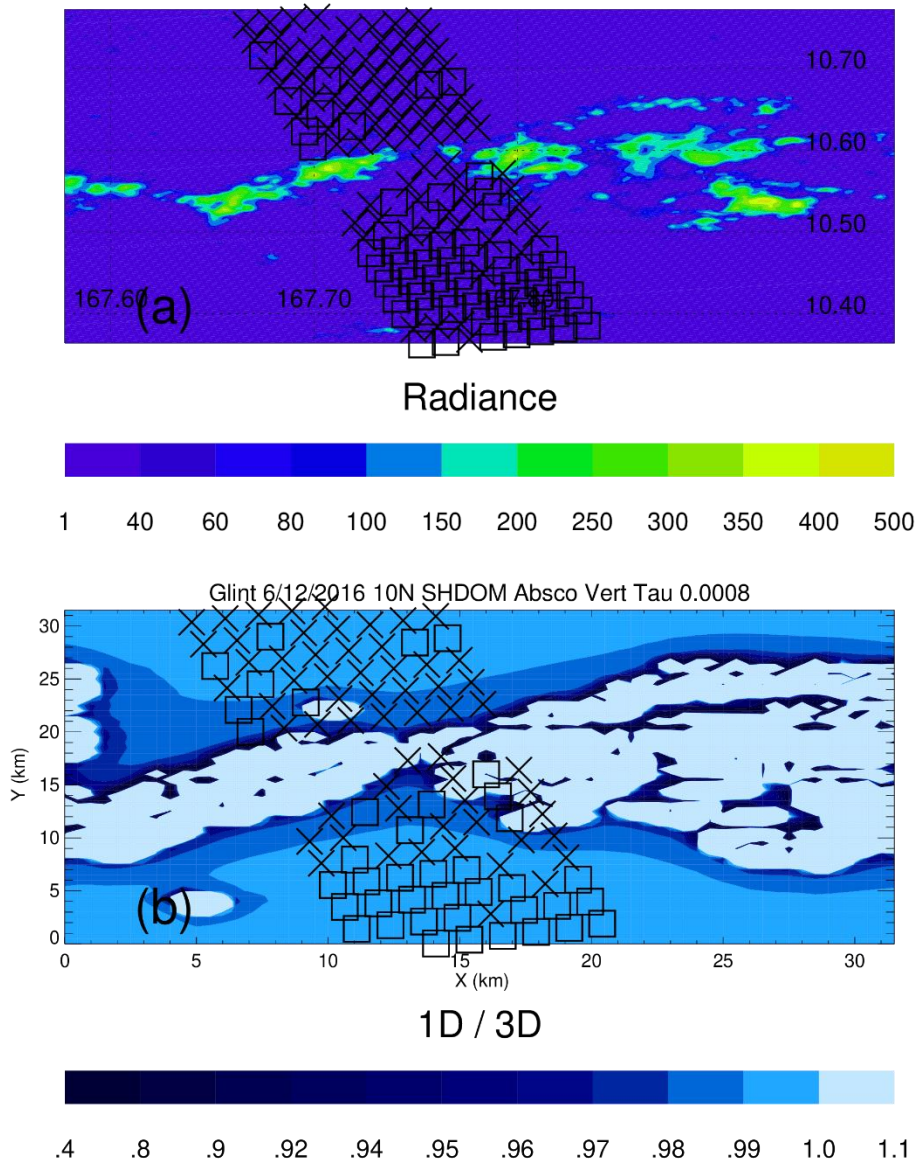 10.70
10.60
10.50
167.60 167.70 10.40
(a)
Radiance
1 40 60 80 100 150 200 250 300 350 400 500
Glint 6/12/2016 10N SHDOM Absco Vert Tau 0.0008
30
25
20
15
10
5
0
Y (km)
(b)
0 5 10 15 20 25 30
X (km)
1D / 3D
.4 .8 .9 .92 .94 .95 .96 .97 .98 .99 1.0 1.1